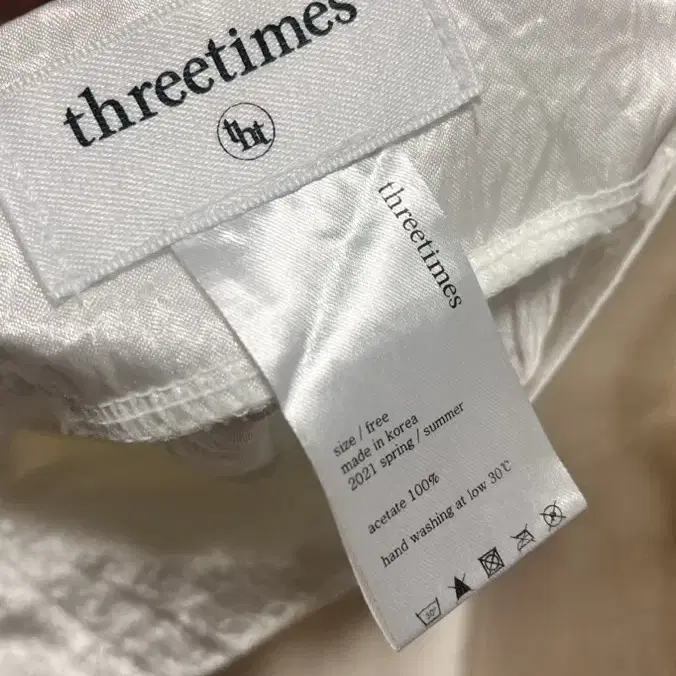 threetimes
tht
threetimes
size / free
made in korea
2021 spring / summer
acetate 100%
hand washing at low 30℃
30°